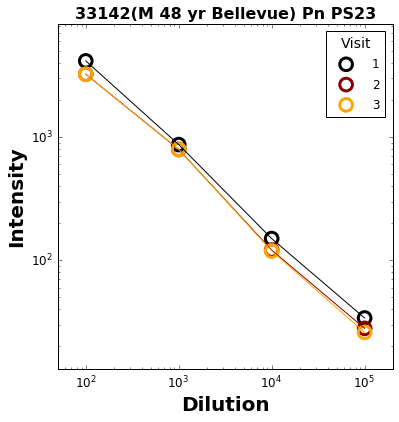 33142(M 48 yr Bellevue) Pn PS23
Visit
1
2
3
Intensity
10³
10²
10² 10³ 10⁴ 10⁵
Dilution